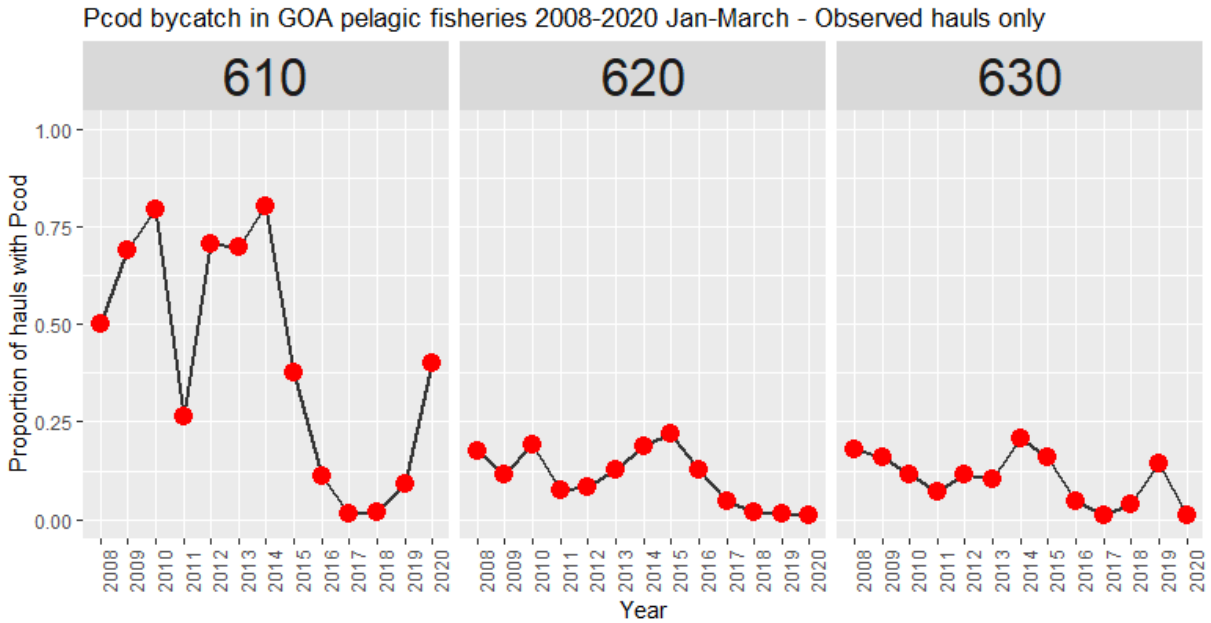 Pcod bycatch in GOA pelagic fisheries 2008-2020 Jan-March - Observed hauls only
610 620 630
Proportion of hauls with Pcod
1.00
0.75
0.50
0.25
0.00
2008 2009 2010 2011 2012 2013 2014 2015 2016 2017 2018 2019 2020 2008 2009 2010 2011 2012 2013 2014 2015 2016 2017 2018 2019 2020 2008 2009 2010 2011 2012 2013 2014 2015 2016 2017 2018 2019 2020
Year